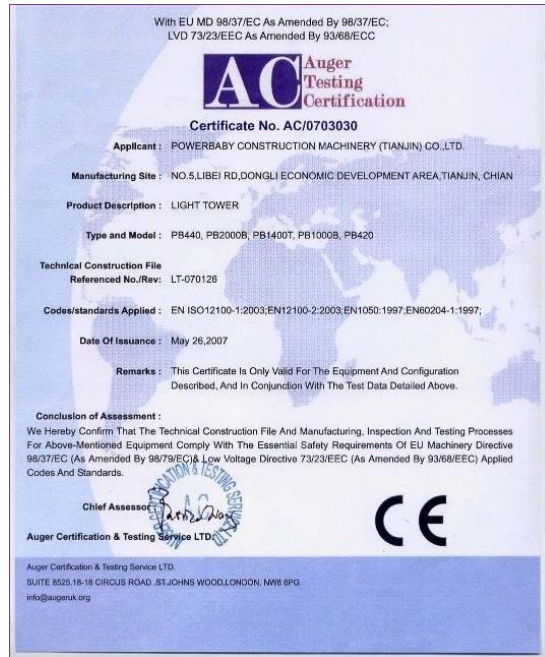 With EU MD 98/37/EC As Amended By 98/37/EC;
LVD 73/23/EEC As Amended By 93/68/ECC
AC Auger
Testing
Certification
Certificate No. AC/0703030
Applicant : POWERBABY CONSTRUCTION MACHINERY (TIANJIN) CO.,LTD.
Manufacturing Site : NO.5,LIBEI RD,DONGLI ECONOMIC DEVELOPMENT AREA,TIANJIN, CHIAN
Product Description : LIGHT TOWER
Type and Model : PB440, PB2000B, PB1400T, PB1000B, PB420
Technical Construction File
Referenced No./Rev: LT-070126
Codes/standards Applied : EN ISO12100-1:2003;EN12100-2:2003;EN1050:1997;EN60204-1:1997;
Date Of Issuance : May 26,2007
Remarks : This Certificate Is Only Valid For The Equipment And Configuration
Described, And In Conjunction With The Test Data Detailed Above.
Conclusion of Assessment :
We Hereby Confirm That The Technical Construction File And Manufacturing, Inspection And Testing Processes
For Above-Mentioned Equipment Comply With The Essential Safety Requirements Of EU Machinery Directive
98/37/EC (As Amended By 98/79/EC)& Low Voltage Directive 73/23/EEC (As Amended By 93/68/EEC) Applied
Codes And Standards.
Chief Assessor
Auger Certification & Testing Service LTD.
CE
Auger Certification & Testing Service LTD.
SUITE 8525,18-18 CIRCUS ROAD .ST.JOHNS WOOD,LONDON, NW8 6PG
info@augeruk.org